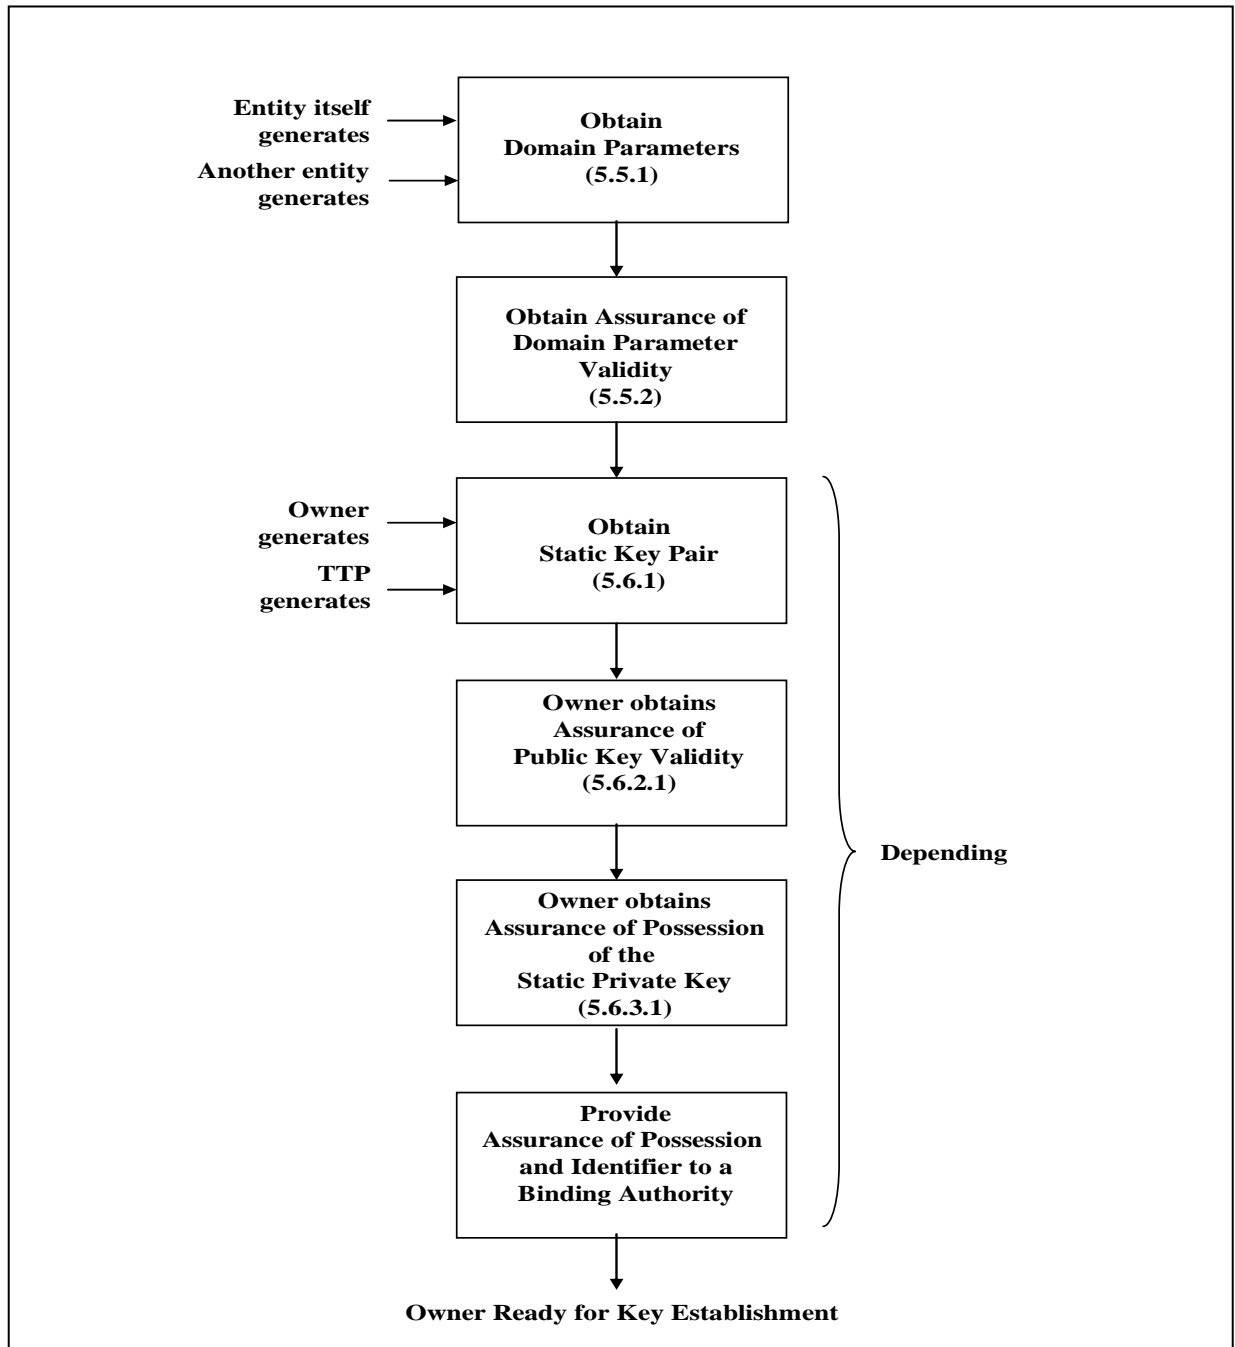 Entity itself
generates
Another entity
generates
Obtain
Domain Parameters
(5.5.1)
Obtain Assurance of
Domain Parameter
Validity
(5.5.2)
Owner
generates
TTP
generates
Obtain
Static Key Pair
(5.6.1)
Owner obtains
Assurance of
Public Key Validity
(5.6.2.1)
Depending
Owner obtains
Assurance of Possession
of the
Static Private Key
(5.6.3.1)
Provide
Assurance of Possession
and Identifier to a
Binding Authority
Owner Ready for Key Establishment